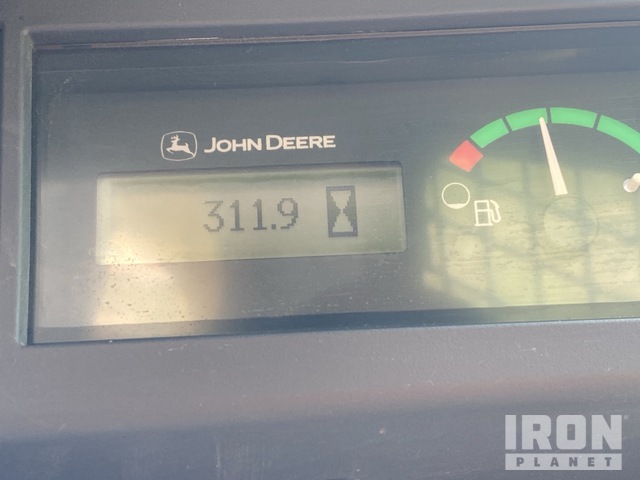 JOHN DEERE
311.9
IRON
PLANET